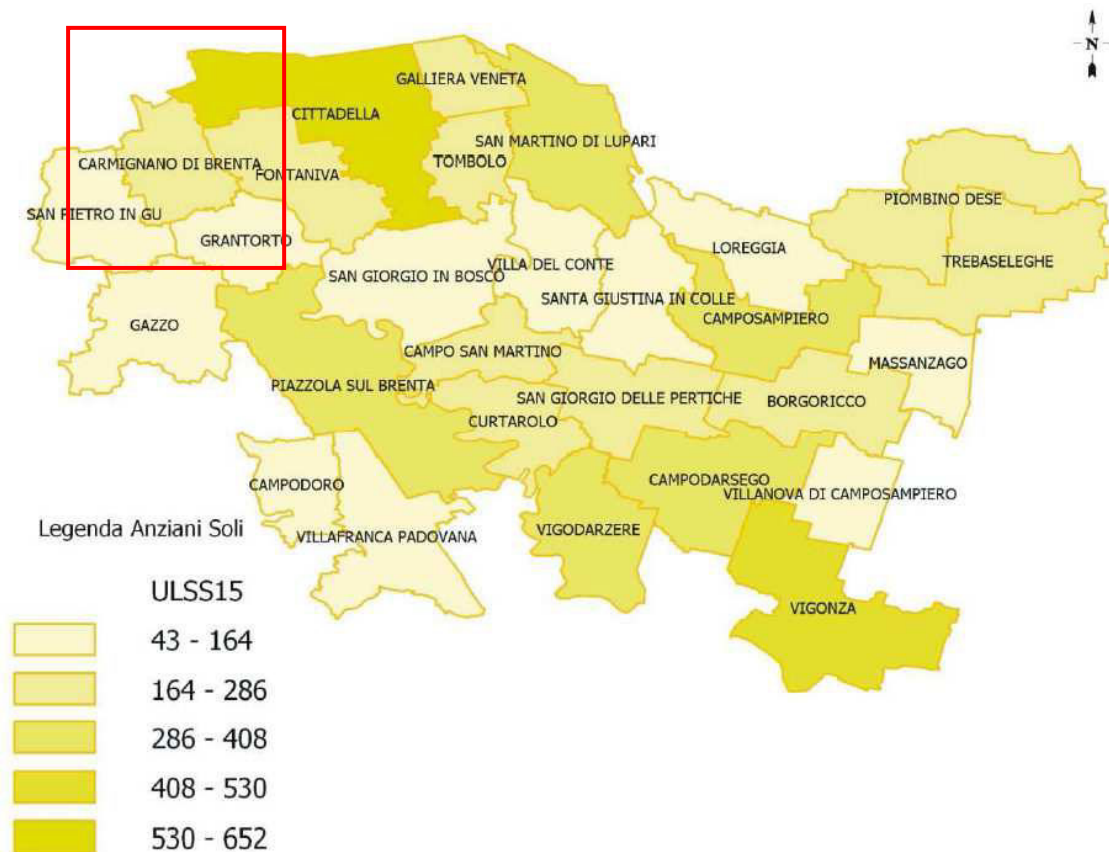 N
GALLIERA VENETA
CITTADELLA
SAN MARTINO DI LUPARI
CARMIGNANO DI BRENTA
TOMBOLO
FONTANIVA
PIOMBINO DESE
SAN PIETRO IN GU
GRANTORTO
LOREGGIA
TREBASELEGHE
SAN GIORGIO IN BOSCO
VILLA DEL CONTE
SANTA GIUSTINA IN COLLE
GAZZO
CAMPOSAMPIERO
CAMPO SAN MARTINO
MASSANZAGO
PIAZZOLA SUL BRENTA
SAN GIORGIO DELLE PERTICHE
BORGORICCO
CURTAROLO
CAMPODORO
CAMPODARSEGO
VILLANOVA DI CAMPOSAMPIERO
VIGODARZERE
VILLAFRANCA PADOVANA
VIGONZA
Legenda Anziani Soli
ULSS15
43 - 164
164 - 286
286 - 408
408 - 530
530 - 652